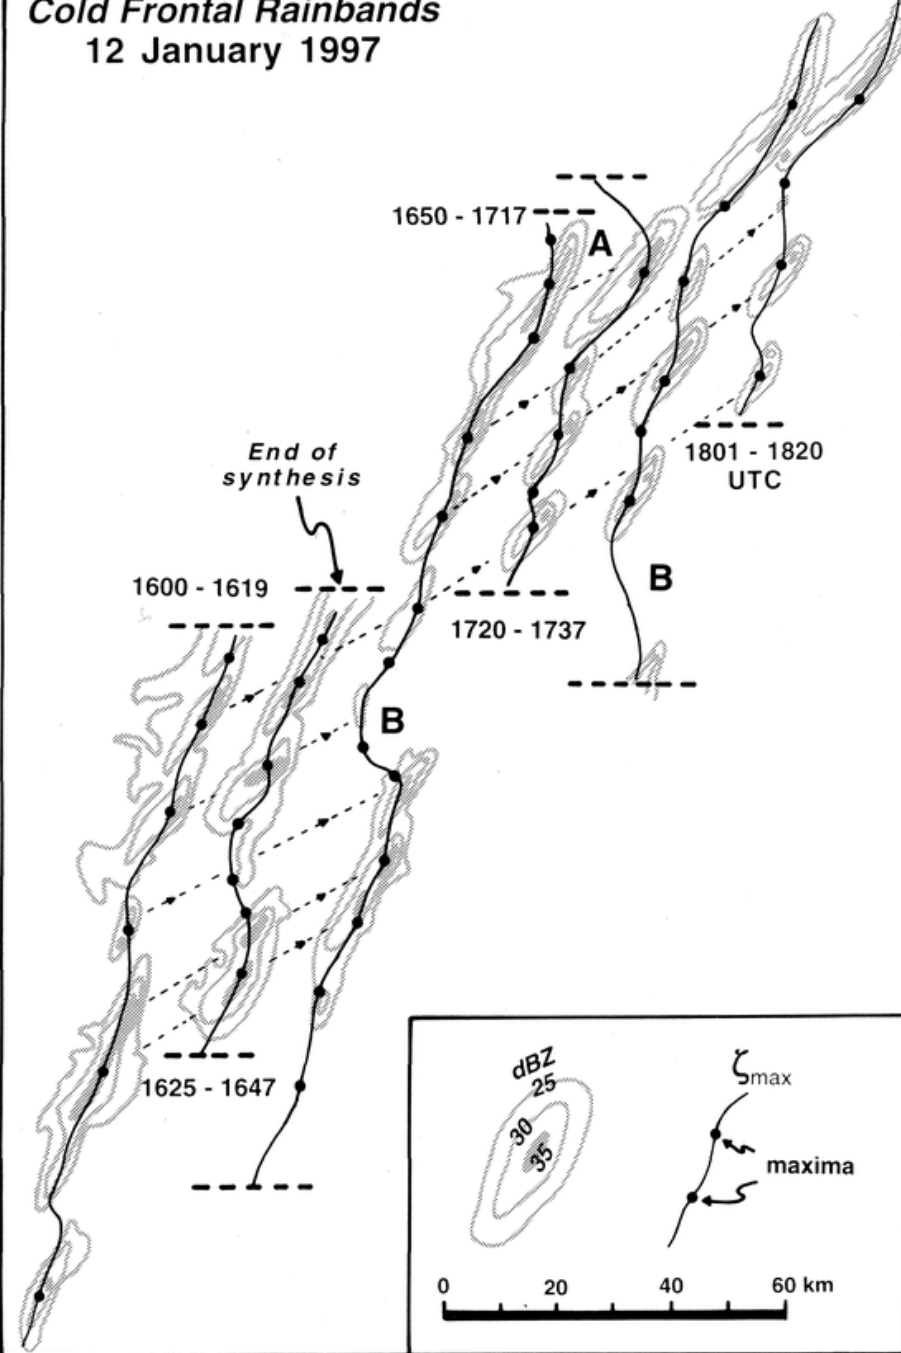 Cold Frontal Rainbands
12 January 1997
1650 - 1717
A
End of
synthesis
1801 - 1820
UTC
1600 - 1619
B
1720 - 1737
B
1625 - 1647
dBZ
25
30
35
ζmax
maxima
0 20 40 60 km